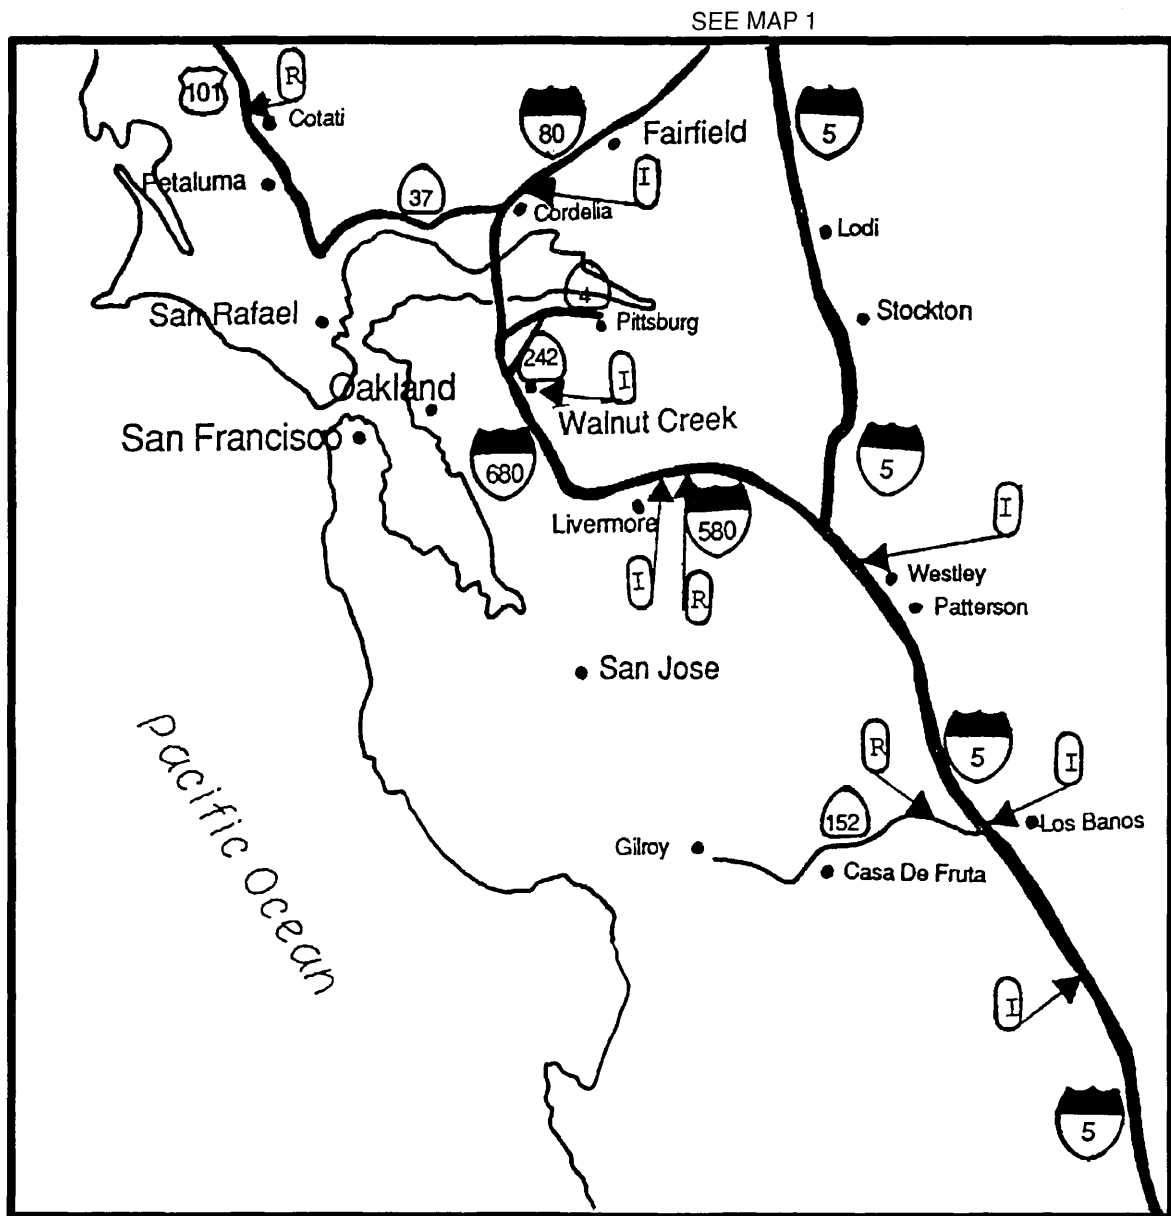 SEE MAP 1
101
R
Cotati
80
Fairfield
5
Petaluma
37
I
Cordelia
Lodi
4
San Rafael
Pittsburg
Stockton
242
I
Oakland
Walnut Creek
San Francisco
680
5
Livermore
580
I
I
R
Westley
Patterson
San Jose
Pacific Ocean
R
5
I
152
Los Banos
Gilroy
Casa De Fruta
I
5